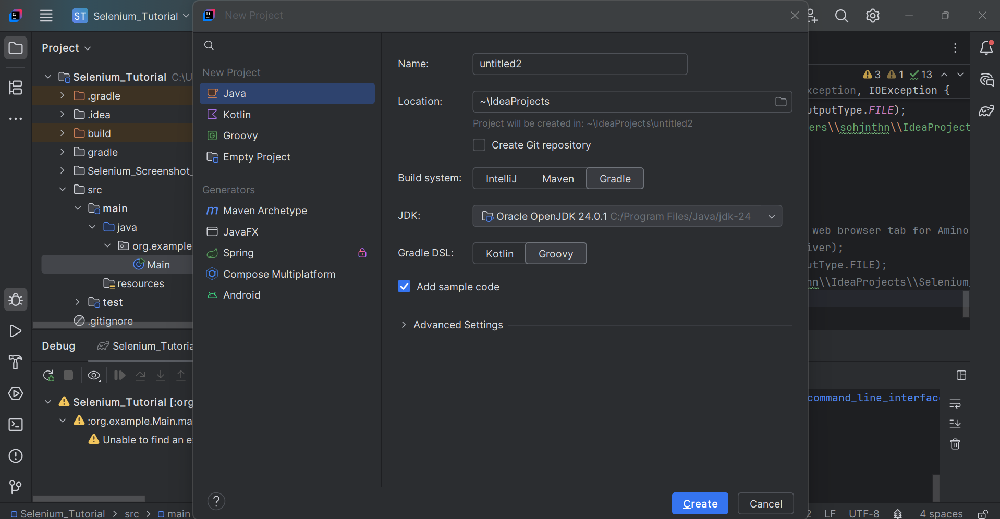 ST Selenium_Tutorial
New Project
Project
Selenium_Tutorial C:\U
.gradle
.idea
build
gradle
Selenium_Screenshot_
src
main
java
org.example
Main
resources
test
.gitignore
New Project
Java
Kotlin
Groovy
Empty Project
Generators
Maven Archetype
JavaFX
Spring
Compose Multiplatform
Android
Name: untitled2
Location: ~\IdeaProjects
Project will be created in: ~\IdeaProjects\untitled2
Create Git repository
Build system: IntelliJ Maven Gradle
JDK: Oracle OpenJDK 24.0.1 C:/Program Files/Java/jdk-24
Gradle DSL: Kotlin Groovy
Add sample code
Advanced Settings
? Create Cancel
3 1 13
xception, IOException {
utputType.FILE);
ers\\sohjnthn\\IdeaProject
web browser tab for Amino
iver);
utType.FILE);
hn\\IdeaProjects\\Selenium_
Debug Selenium_Tutoria
Selenium_Tutorial [:org
:org.example.Main.mai
Unable to find an e
command_line_interface
Selenium_Tutorial > src > main
2 LF UTF-8 4 spaces